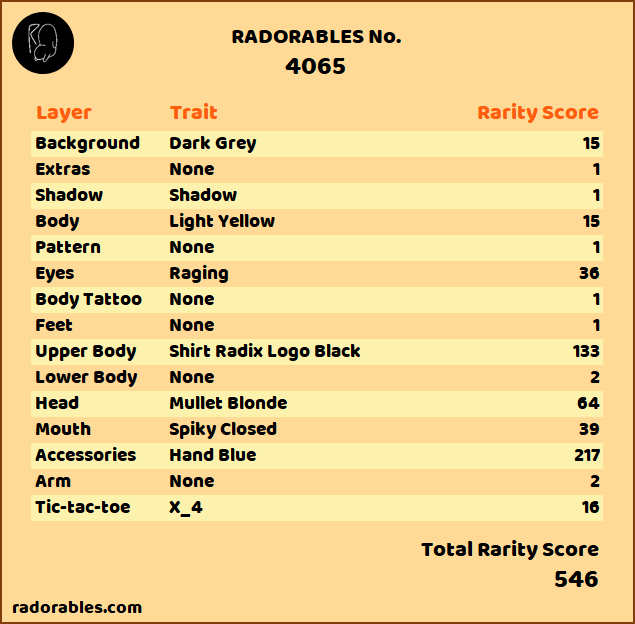 RADORABLES No.
4065
Layer Trait Rarity Score
Background Dark Grey 15
Extras None 1
Shadow Shadow 1
Body Light Yellow 15
Pattern None 1
Eyes Raging 36
Body Tattoo None 1
Feet None 1
Upper Body Shirt Radix Logo Black 133
Lower Body None 2
Head Mullet Blonde 64
Mouth Spiky Closed 39
Accessories Hand Blue 217
Arm None 2
Tic-tac-toe X_4 16
Total Rarity Score
546
radorables.com